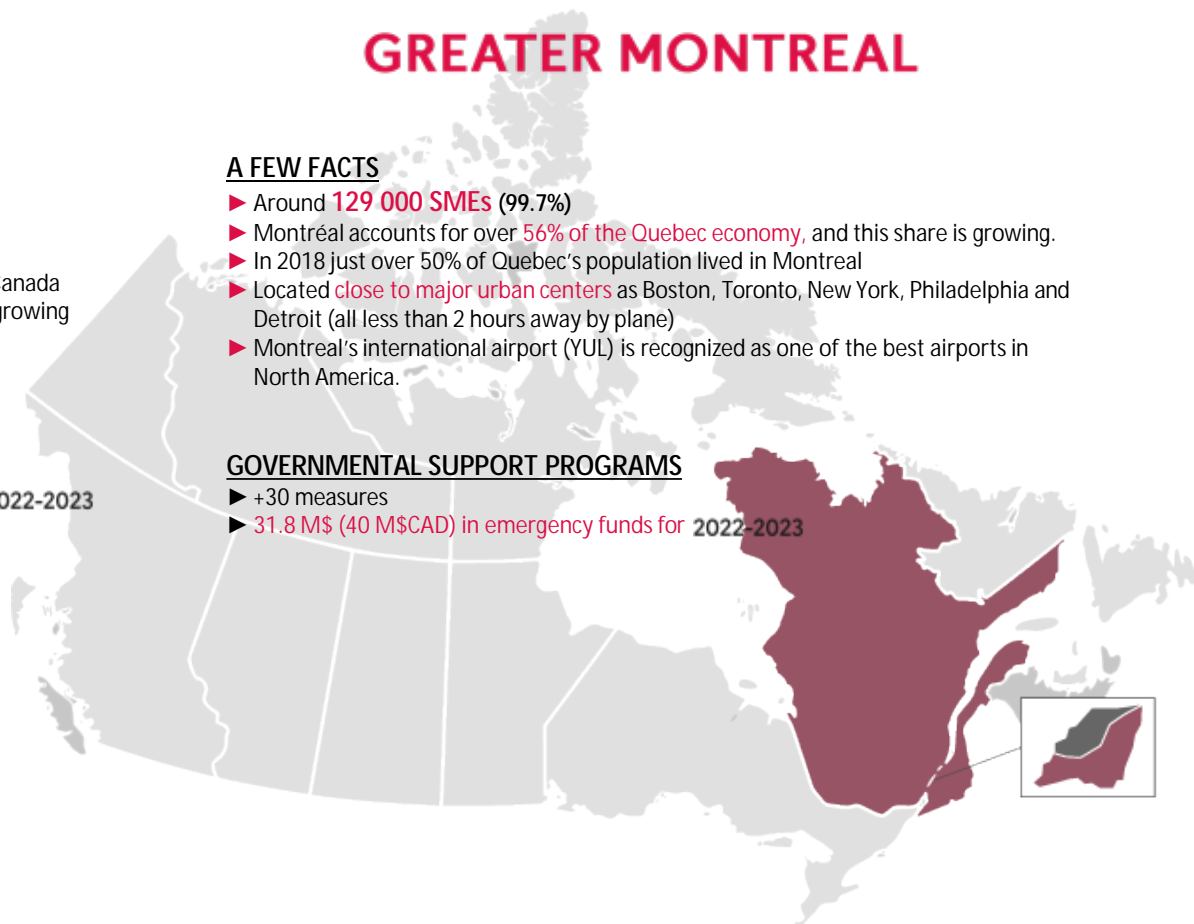 GREATER MONTREAL
A FEW FACTS
► Around 129 000 SMEs (99.7%)
► Montréal accounts for over 56% of the Quebec economy, and this share is growing.
► In 2018 just over 50% of Quebec's population lived in Montreal
► Located close to major urban centers as Boston, Toronto, New York, Philadelphia and
Detroit (all less than 2 hours away by plane)
► Montreal's international airport (YUL) is recognized as one of the best airports in
North America.
growing
GOVERNMENTAL SUPPORT PROGRAMS
► +30 measures
► 31.8 M$ (40 M$CAD) in emergency funds for 2022-2023